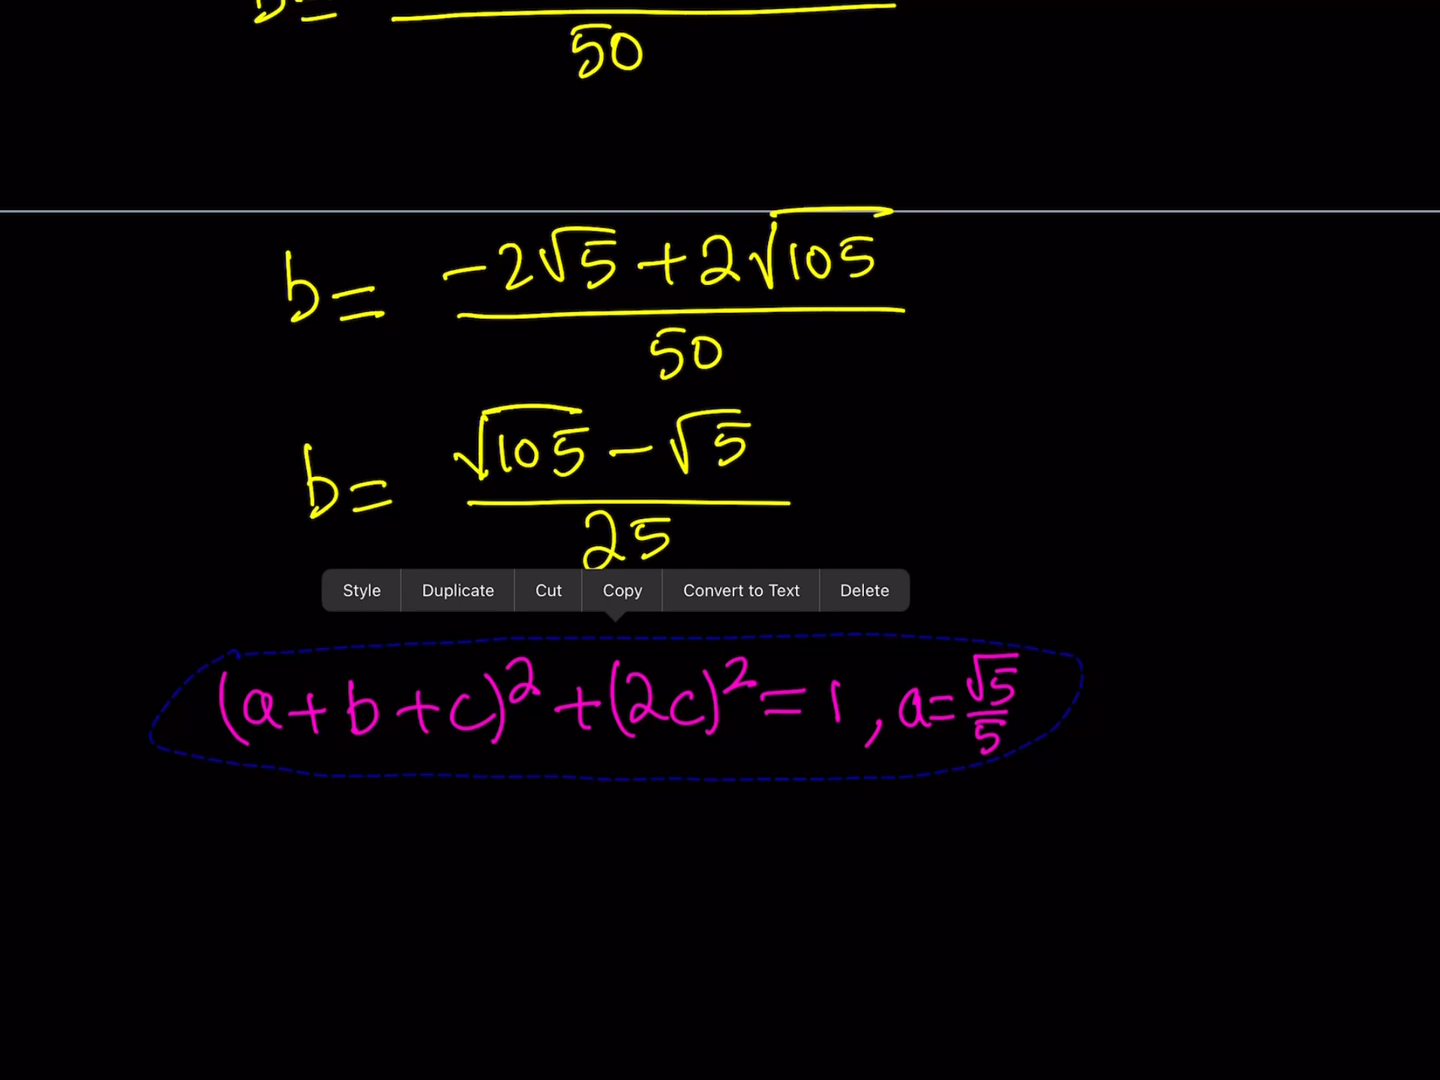 b=
50
b= -2√5 + 2√105
50
b= √105 - √5
25
Style Duplicate Cut Copy Convert to Text Delete
(a+b+c)² + (2c)² = 1, a= √5/5